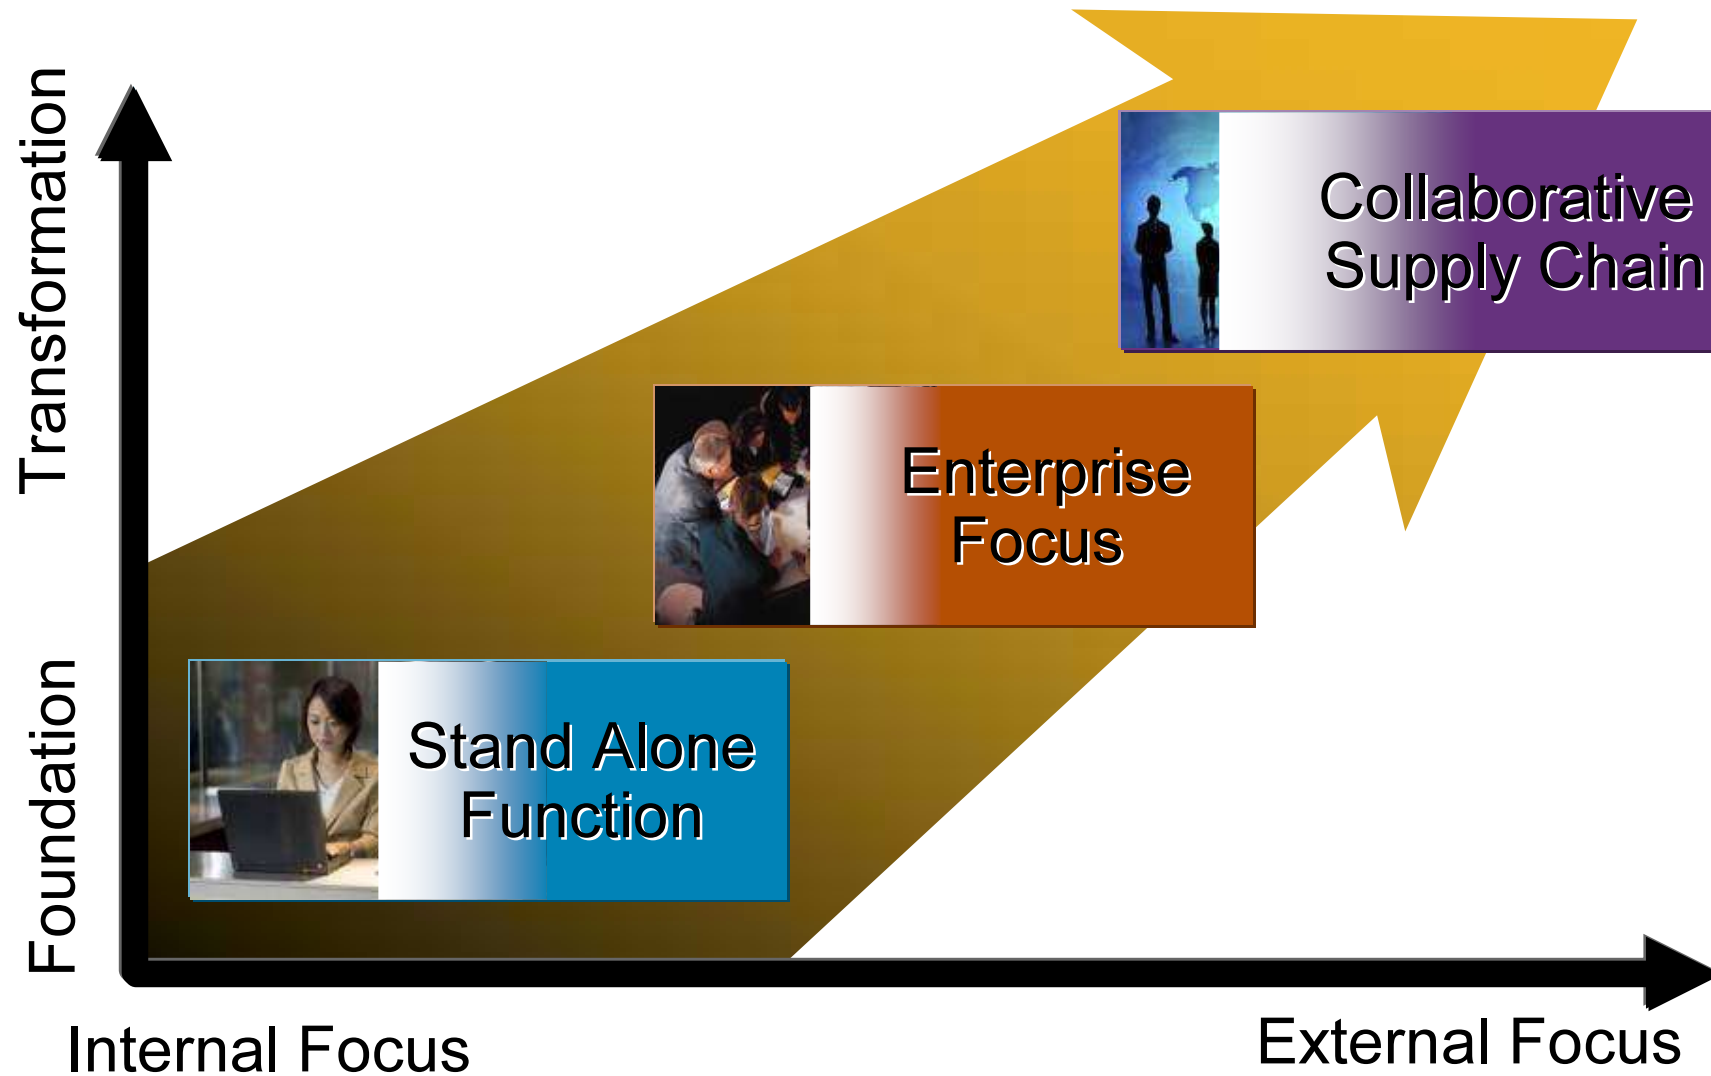 Transformation
Foundation
Collaborative
Supply Chain
Enterprise
Focus
Stand Alone
Function
Internal Focus
External Focus